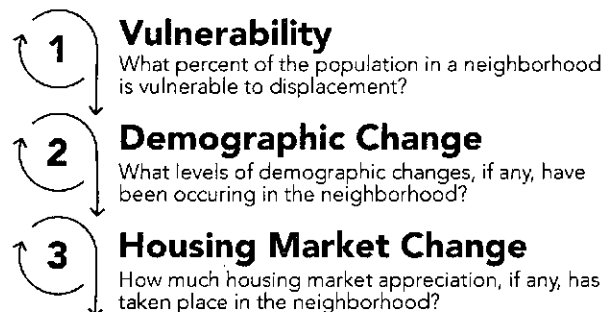 1
Vulnerability
What percent of the population in a neighborhood
is vulnerable to displacement?
2
Demographic Change
What levels of demographic changes, if any, have
been occuring in the neighborhood?
3
Housing Market Change
How much housing market appreciation, if any, has
taken place in the neighborhood?